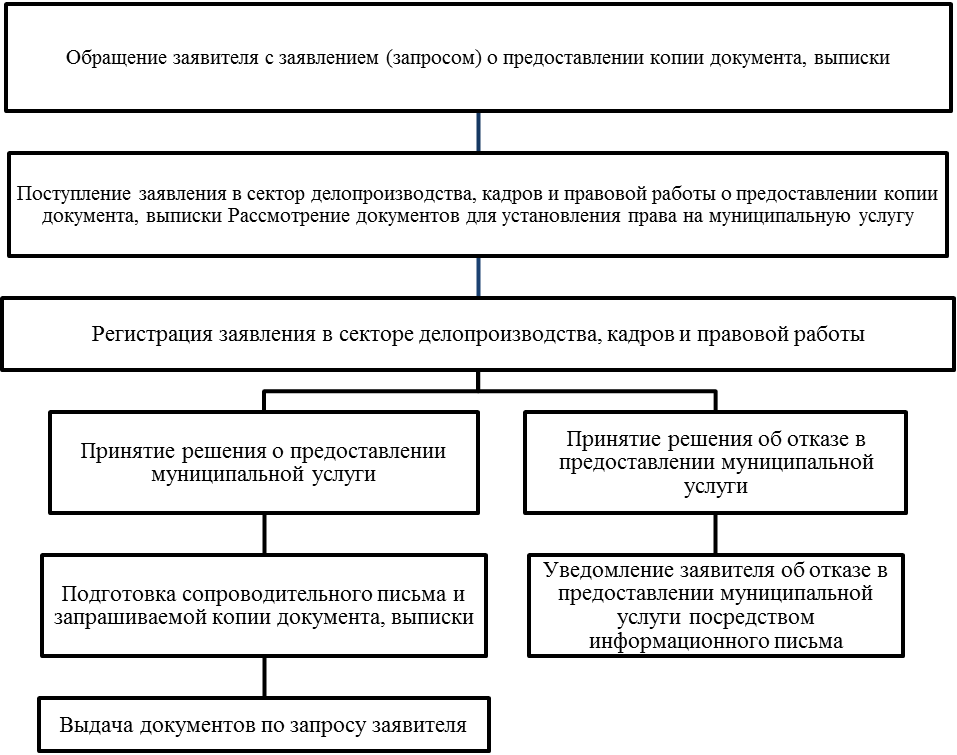 Обращение заявителя с заявлением (запросом) о предоставлении копии документа, выписки
Поступление заявления в сектор делопроизводства, кадров и правовой работы о предоставлении копии
документа, выписки Рассмотрение документов для установления права на муниципальную услугу
Регистрация заявления в секторе делопроизводства, кадров и правовой работы
Принятие решения о предоставлении
муниципальной услуги
Принятие решения об отказе в
предоставлении муниципальной
услуги
Подготовка сопроводительного письма и
запрашиваемой копии документа, выписки
Уведомление заявителя об отказе в
предоставлении муниципальной
услуги посредством
информационного письма
Выдача документов по запросу заявителя